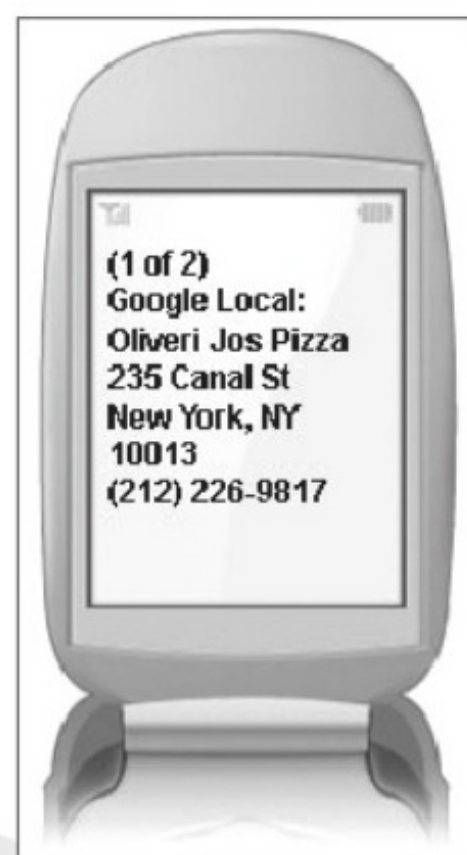 (1 of 2)
Google Local:
Oliveri Jos Pizza
235 Canal St
New York, NY
10013
(212) 226-9817